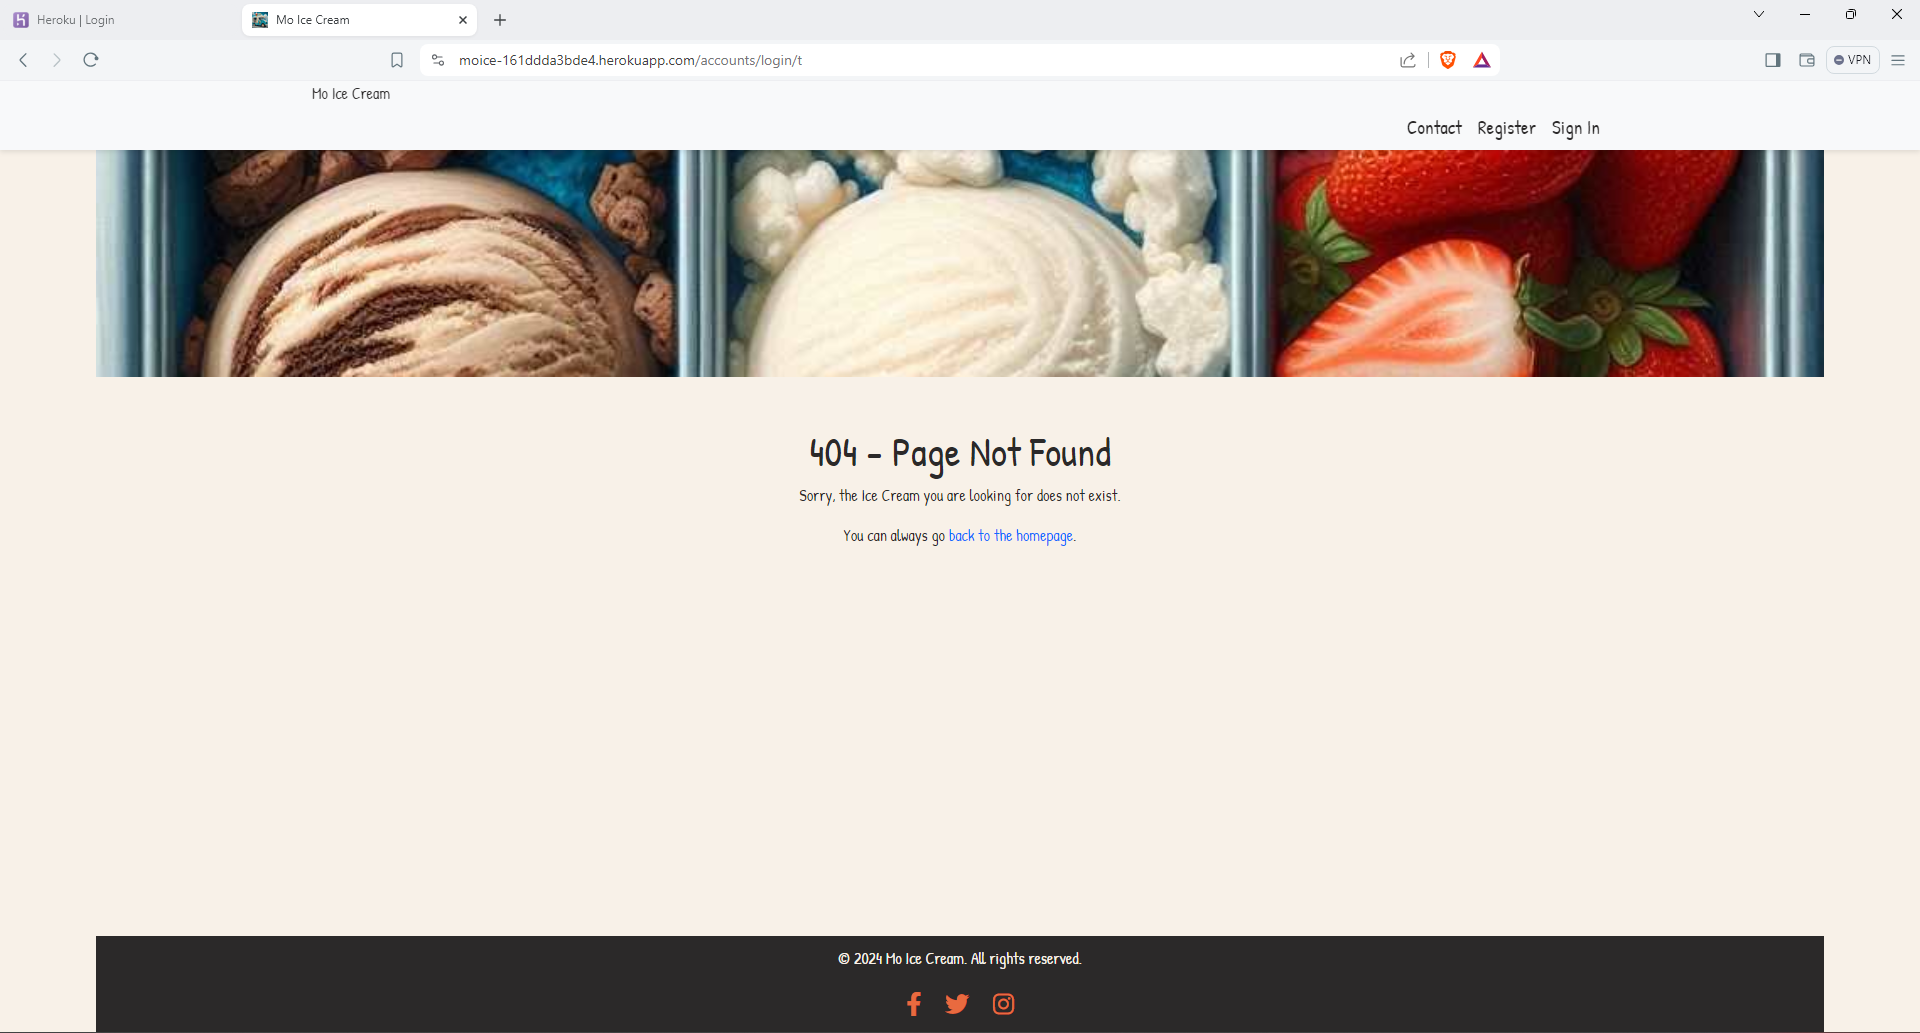 Heroku | Login
Mo Ice Cream
moice-161ddda3bde4.herokuapp.com/accounts/login/t
VPN
Mo Ice Cream
Contact Register Sign In
404 - Page Not Found
Sorry, the Ice Cream you are looking for does not exist.
You can always go back to the homepage.
© 2024 Mo Ice Cream. All rights reserved.